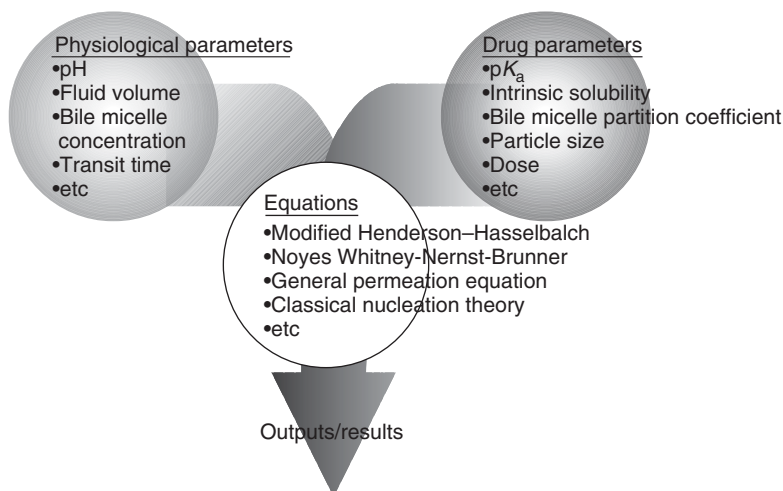 Physiological parameters
•pH
•Fluid volume
•Bile micelle
concentration
•Transit time
•etc
Drug parameters
•pKa
•Intrinsic solubility
•Bile micelle partition coefficient
•Particle size
•Dose
•etc
Equations
•Modified Henderson–Hasselbalch
•Noyes Whitney-Nernst-Brunner
•General permeation equation
•Classical nucleation theory
•etc
Outputs/results